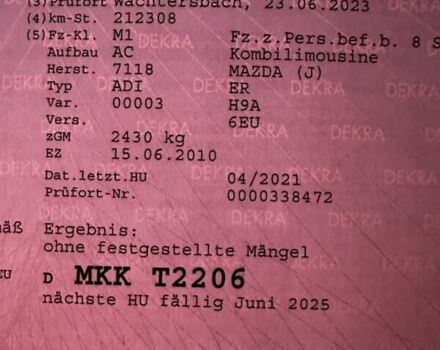 (3) Prüfort Wächtersbach, 23.06.2023
(4) km-St. 212308
(5) Fz-Kl. M1 Fz.z.Pers.bef.b. 8 S
Aufbau AC Kombilimousine
Herst. 7118 MAZDA (J)
Typ ADI ER
Var. 00003 H9A
Vers. 6EU
zGM 2430 kg
EZ 15.06.2010
Dat.letzt.HU 04/2021
Prüfort-Nr. 0000338472
mäß Ergebnis:
ohne festgestellte Mängel
EU D MKK T2206
nächste HU fällig Juni 2025
DEKRA